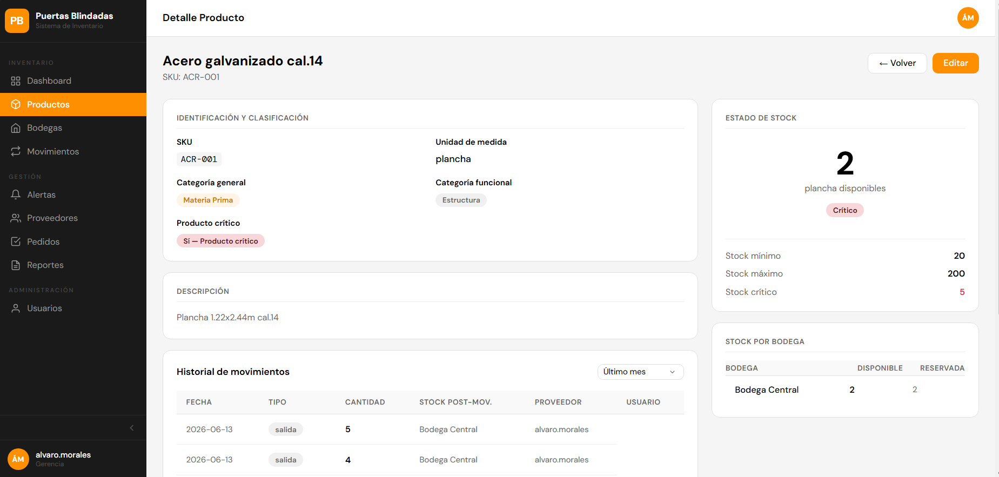 PB
Puertas Blindadas
Sistema de Inventario
INVENTARIO
Dashboard
Productos
Bodegas
Movimientos
GESTIÓN
Alertas
Proveedores
Pedidos
Reportes
ADMINISTRACIÓN
Usuarios
ÁM
alvaro.morales
Gerencia
Detalle Producto
ÁM
Acero galvanizado cal.14
SKU: ACR-001
← Volver
Editar
IDENTIFICACIÓN Y CLASIFICACIÓN
SKU
ACR-001
Unidad de medida
plancha
Categoría general
Materia Prima
Categoría funcional
Estructura
Producto crítico
Sí — Producto crítico
DESCRIPCIÓN
Plancha 1.22x2.44m cal.14
Historial de movimientos
Último mes
FECHA TIPO CANTIDAD STOCK POST-MOV. PROVEEDOR USUARIO
2026-06-13 salida 5 Bodega Central alvaro.morales
2026-06-13 salida 4 Bodega Central alvaro.morales
ESTADO DE STOCK
2
plancha disponibles
Crítico
Stock mínimo 20
Stock máximo 200
Stock crítico 5
STOCK POR BODEGA
BODEGA DISPONIBLE RESERVADA
Bodega Central 2 2